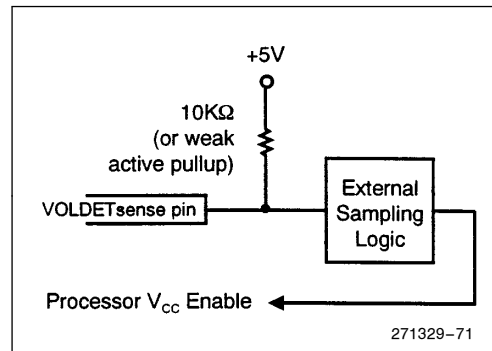 +5V
10KΩ
(or weak
active pullup)
VOLDETsense pin
External
Sampling
Logic
Processor VCC Enable
271329–71